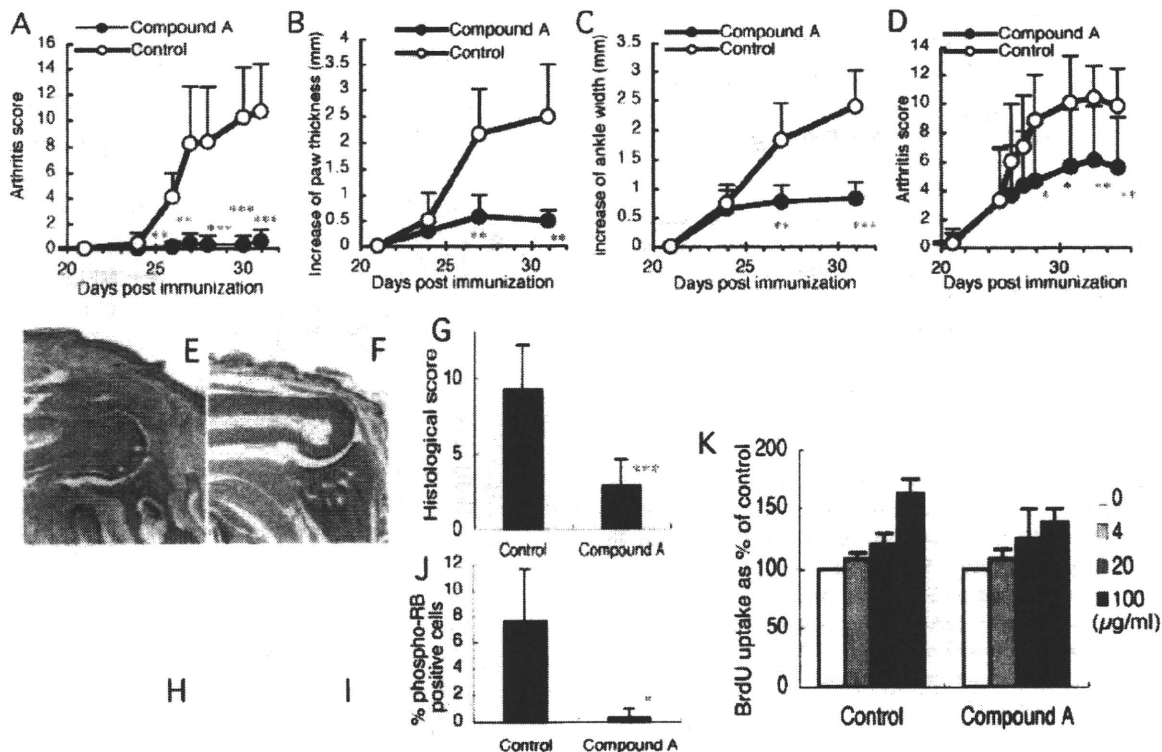 A
Compound A
Control
Arthritis score
16
14
12
10
8
6
4
2
0
20 25 30
Days post immunization
**
**
***
***
***
B
Compound A
Control
Increase of paw thickness (mm)
4
3.5
3
2.5
2
1.5
1
0.5
0
20 25 30
Days post immunization
**
**
C
Compound A
Control
Increase of ankle width (mm)
3.5
3
2.5
2
1.5
1
0.5
0
20 25 30
Days post immunization
**
***
D
Compound A
Control
Arthritis score
14
12
10
8
6
4
2
0
20 30
Days post immunization
*
*
**
**
E
F
G
Histological score
10
5
0
***
Control Compound A
H
I
J
% phospho-RB
positive cells
12
10
8
6
4
2
0
*
Control Compound A
K
BrdU uptake as % of control
200
150
100
50
0
Control Compound A
0
4
20
100
(µg/ml)